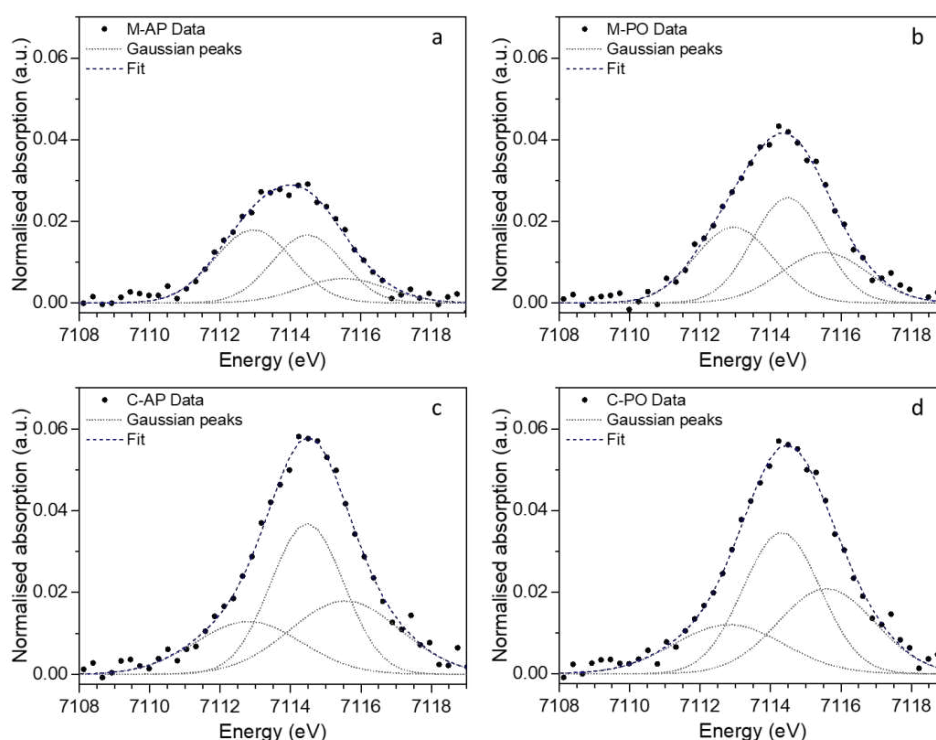 a
M-AP Data
Gaussian peaks
Fit
Normalised absorption (a.u.)
0.06
0.04
0.02
0.00
7108 7110 7112 7114 7116 7118
Energy (eV)
b
M-PO Data
Gaussian peaks
Fit
Normalised absorption (a.u.)
0.06
0.04
0.02
0.00
7108 7110 7112 7114 7116 7118
Energy (eV)
c
C-AP Data
Gaussian peaks
Fit
Normalised absorption (a.u.)
0.06
0.04
0.02
0.00
7108 7110 7112 7114 7116 7118
Energy (eV)
d
C-PO Data
Gaussian peaks
Fit
Normalised absorption (a.u.)
0.06
0.04
0.02
0.00
7108 7110 7112 7114 7116 7118
Energy (eV)